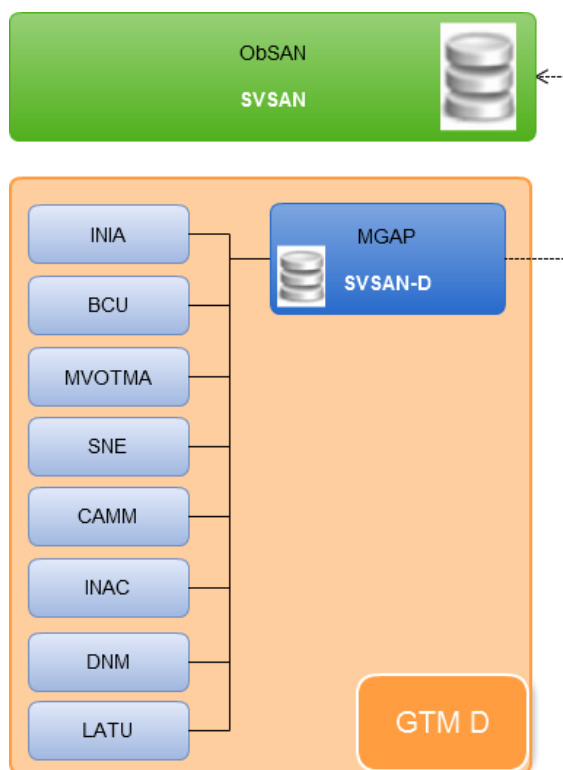 ObSAN
SVSAN
INIA
MGAP
SVSAN-D
BCU
MVOTMA
SNE
CAMM
INAC
DNM
LATU
GTM D